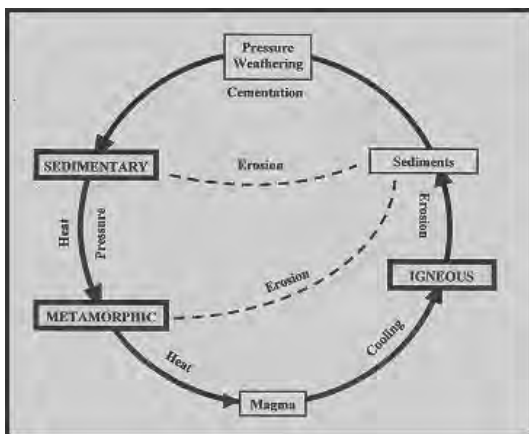 Pressure
Weathering
Cementation
SEDIMENTARY
Erosion
Sediments
Heat
Pressure
Erosion
Erosion
IGNEOUS
METAMORPHIC
Heat
Cooling
Magma